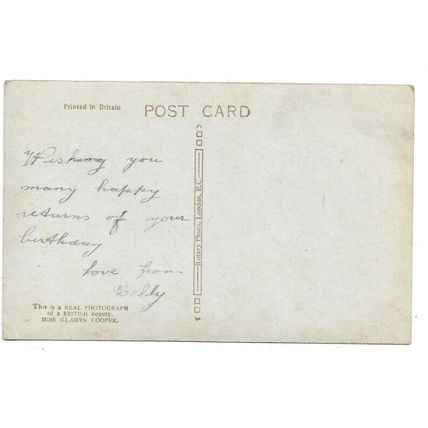 Printed in Britain
POST CARD
Wishing you
many happy
returns of your
birthday
love from
This is a REAL PHOTOGRAPH
of a BRITISH Beauty.
MISS GLADYS COOPER.
Rotary Photo, London, E.C.